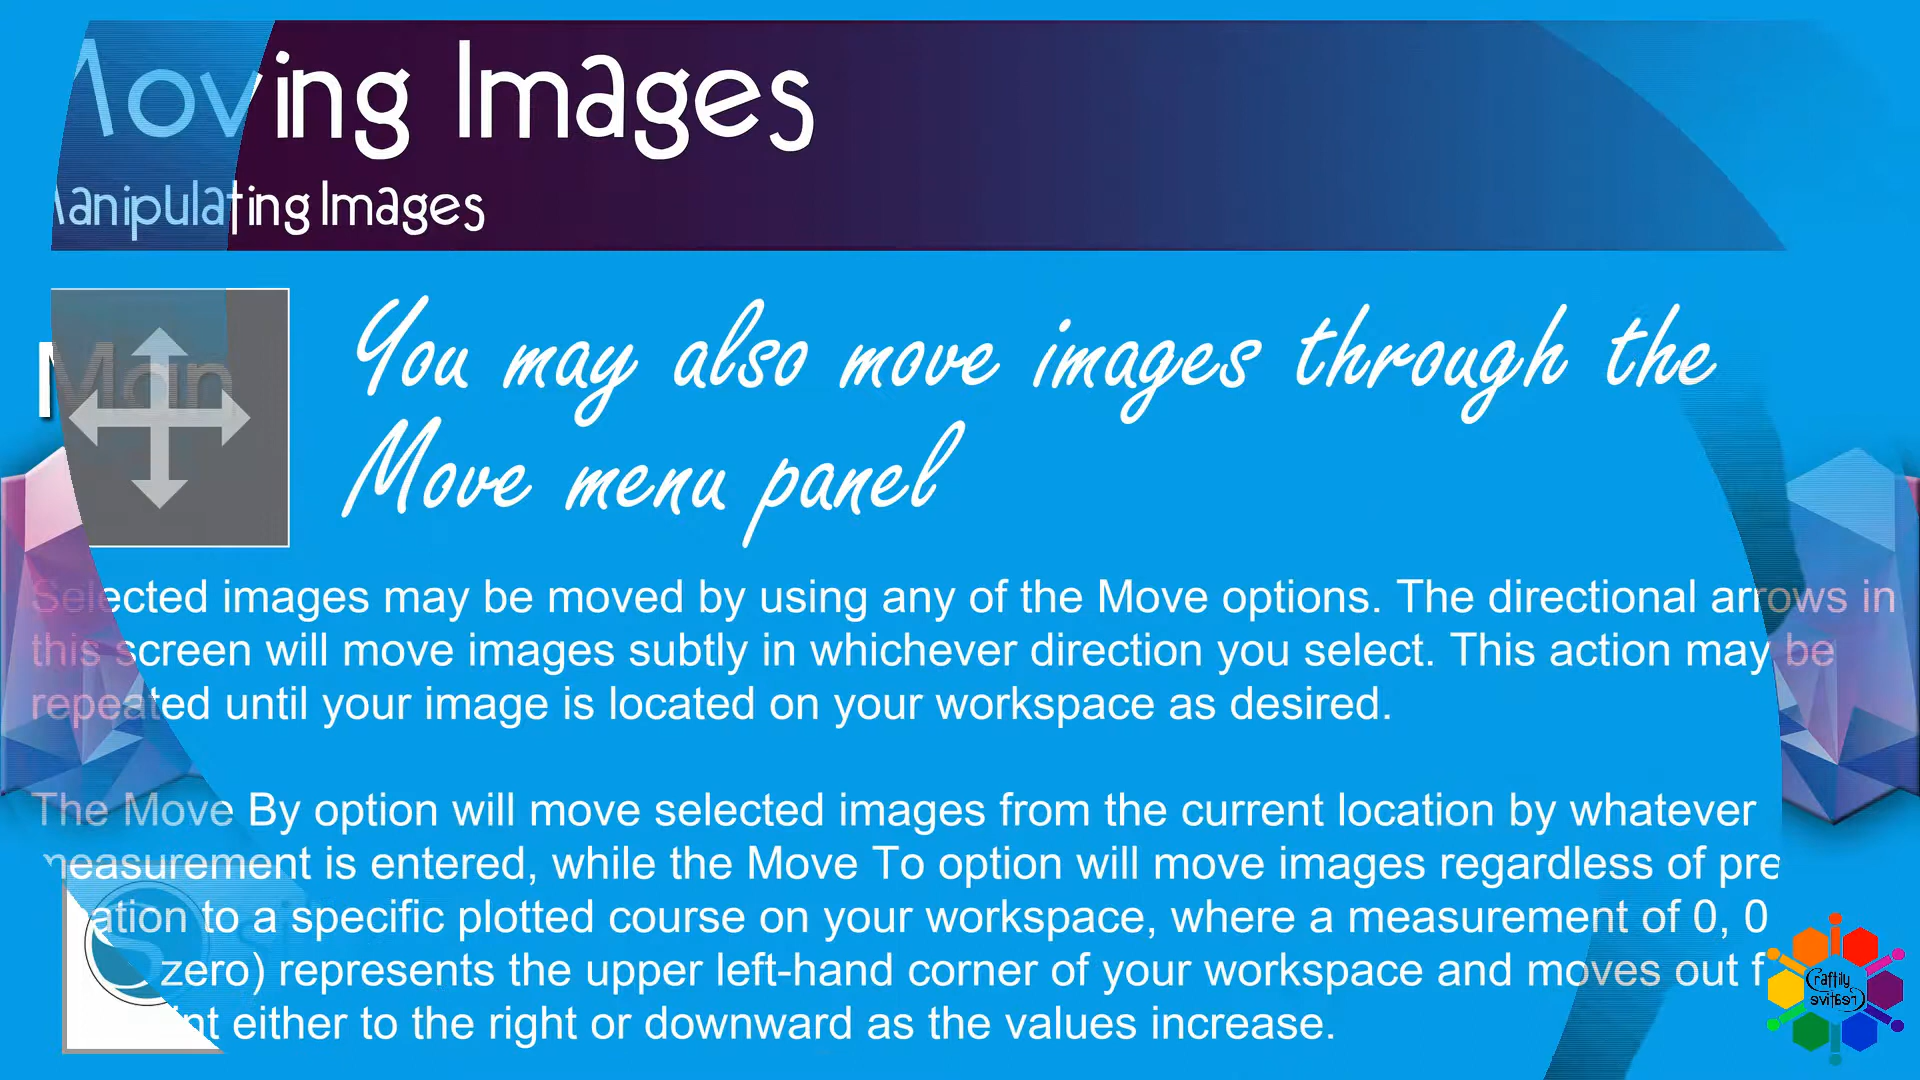 Moving Images
Manipulating Images
Man
You may also move images through the
Move menu panel
Selected images may be moved by using any of the Move options. The directional arrows in
this screen will move images subtly in whichever direction you select. This action may be
repeated until your image is located on your workspace as desired.
The Move By option will move selected images from the current location by whatever
measurement is entered, while the Move To option will move images regardless of pre
ation to a specific plotted course on your workspace, where a measurement of 0, 0
zero) represents the upper left-hand corner of your workspace and moves out f
nt either to the right or downward as the values increase.
Craftily